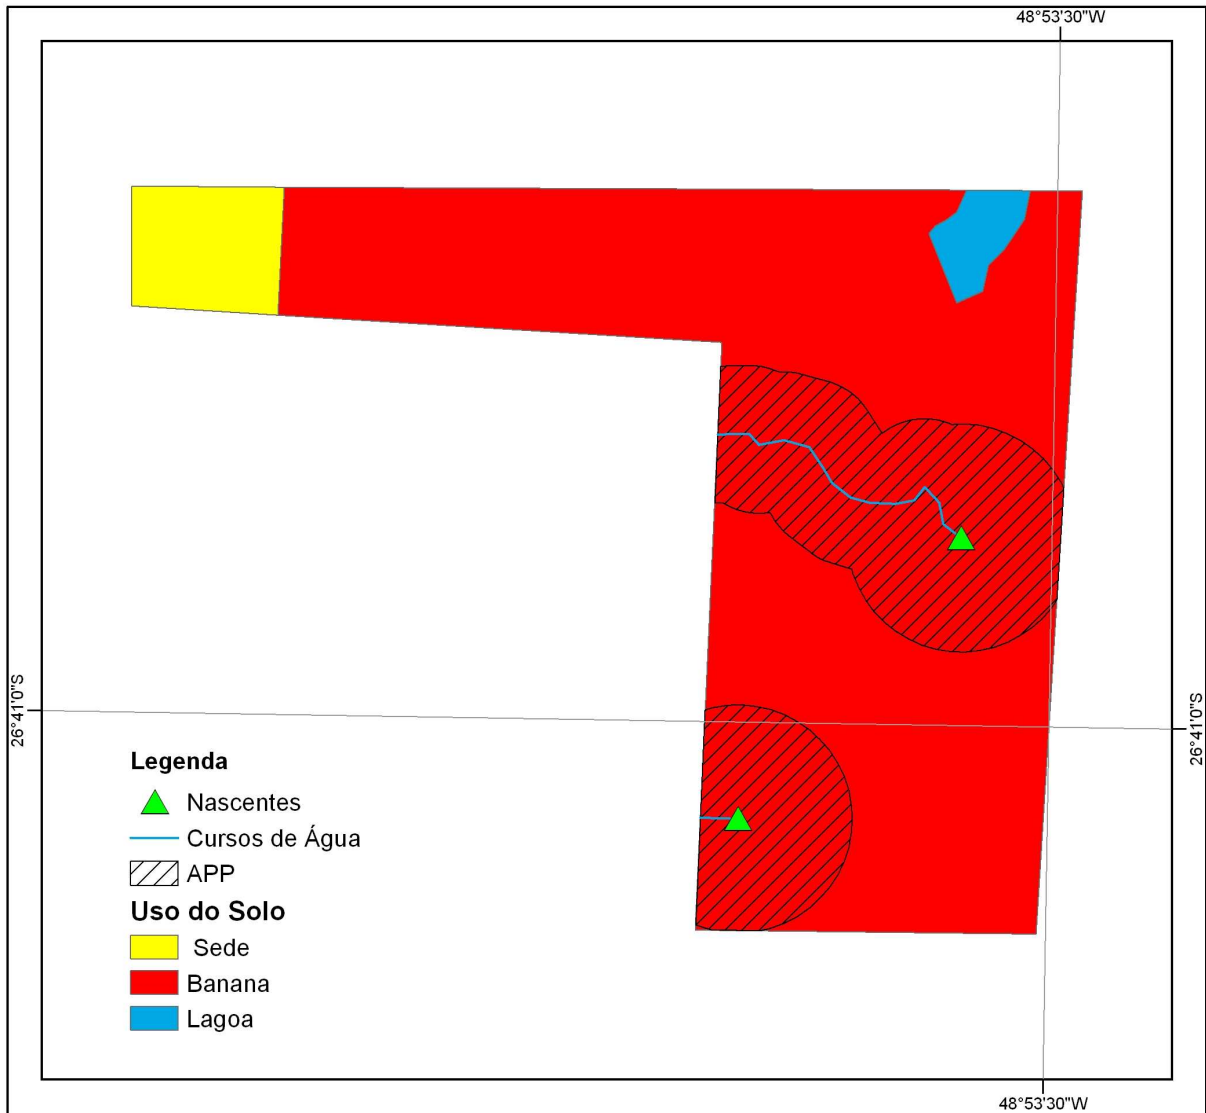 48°53'30"W
26°41'0"S
26°41'0"S
Legenda
Nascentes
Cursos de Água
APP
Uso do Solo
Sede
Banana
Lagoa
48°53'30"W